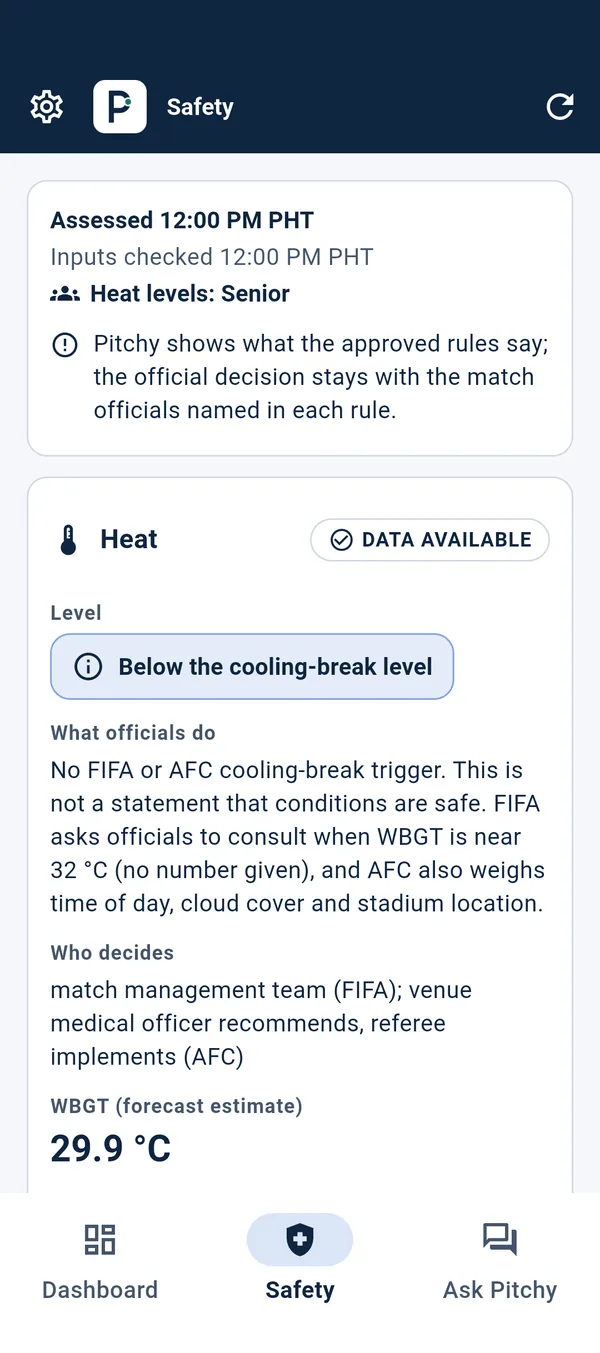 Safety
Assessed 12:00 PM PHT
Inputs checked 12:00 PM PHT
Heat levels: Senior
Pitchy shows what the approved rules say;
the official decision stays with the match
officials named in each rule.
Heat
DATA AVAILABLE
Level
Below the cooling-break level
What officials do
No FIFA or AFC cooling-break trigger. This is
not a statement that conditions are safe. FIFA
asks officials to consult when WBGT is near
32 °C (no number given), and AFC also weighs
time of day, cloud cover and stadium location.
Who decides
match management team (FIFA); venue
medical officer recommends, referee
implements (AFC)
WBGT (forecast estimate)
29.9 °C
Dashboard
Safety
Ask Pitchy